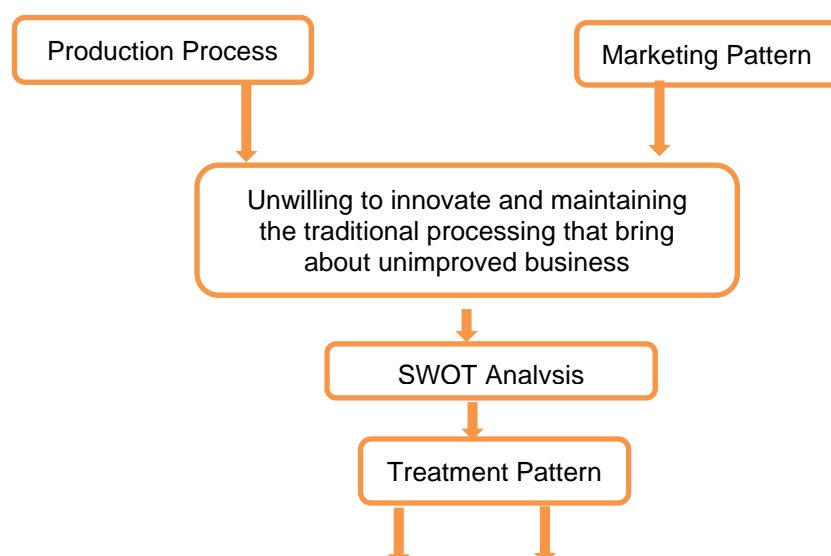 Production Process
Marketing Pattern
Unwilling to innovate and maintaining
the traditional processing that bring
about unimproved business
SWOT Analysis
Treatment Pattern